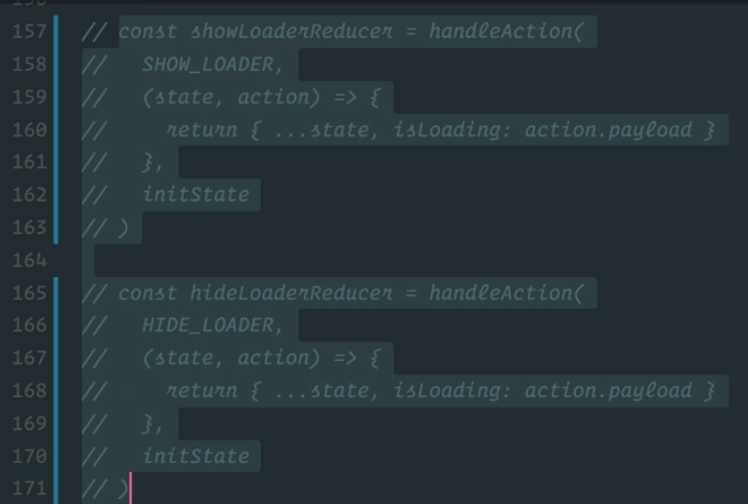 157 // const showLoaderReducer = handleAction(
158 //   SHOW_LOADER,
159 //   (state, action) => {
160 //     return { ...state, isLoading: action.payload }
161 //   },
162 //   initState
163 // )
164
165 // const hideLoaderReducer = handleAction(
166 //   HIDE_LOADER,
167 //   (state, action) => {
168 //     return { ...state, isLoading: action.payload }
169 //   },
170 //   initState
171 // )